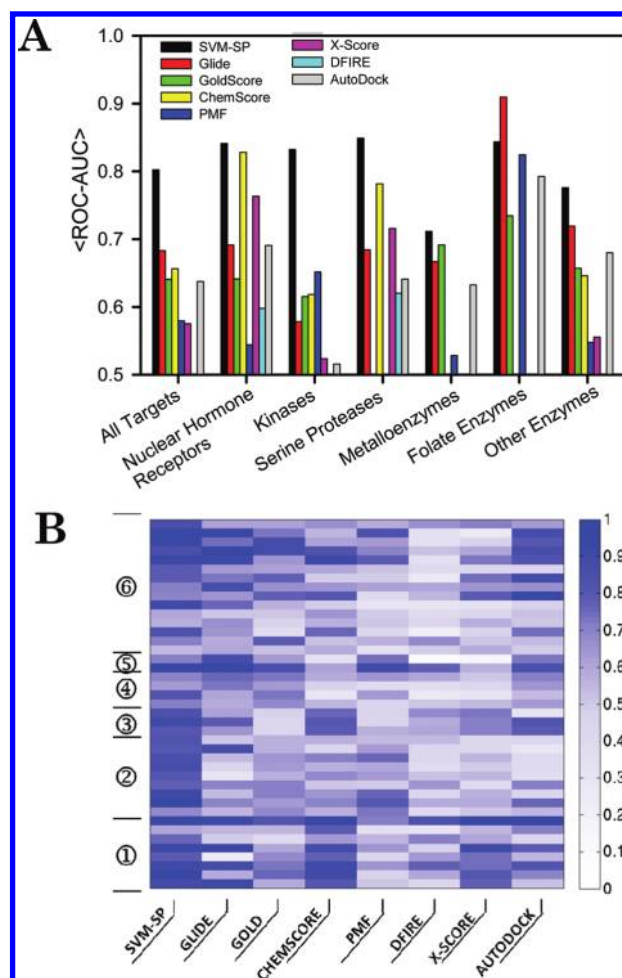 A
SVM-SP
Glide
GoldScore
ChemScore
PMF
X-Score
DFIRE
AutoDock
<ROC-AUC>
1.0
0.9
0.8
0.7
0.6
0.5
All Targets
Nuclear Hormone
Receptors
Kinases
Serine Proteases
Metalloenzymes
Folate Enzymes
Other Enzymes
B
⑥
⑤
④
③
②
①
1
0.9
0.8
0.7
0.6
0.5
0.4
0.3
0.2
0.1
0
SVM-SP
GLIDE
GOLD
CHEMSCORE
PMF
DFIRE
X-SCORE
AUTODOCK